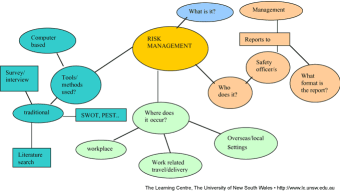 What is it?
Management
Computer
based
RISK
MANAGEMENT
Reports to
Survey/
interview
Tools/
methods
used?
Safety
officer/s
Who
does it?
What
format is
the report?
traditional
SWOT, PEST..
Where does
it occur?
Overseas/local
Settings
workplace
Literature
search
Work related
travel/delivery
The Learning Centre, The University of New South Wales • http://www.lc.unsw.edu.au